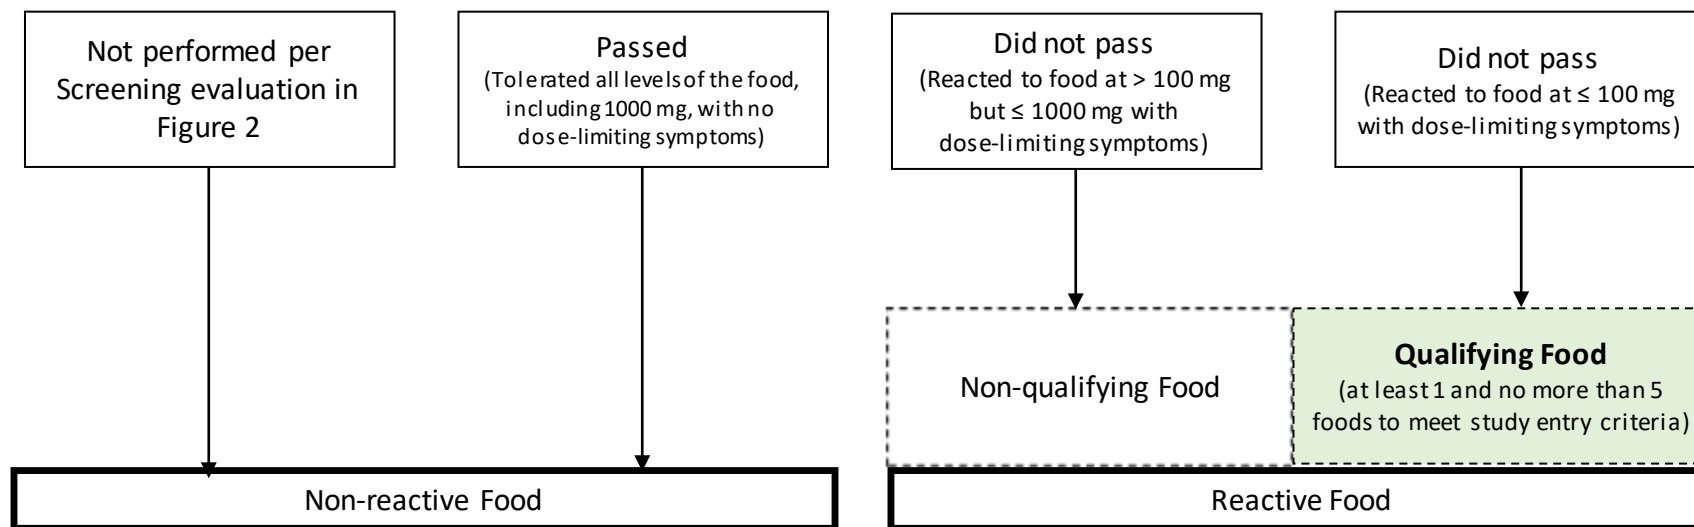 Not performed per
Screening evaluation in
Figure 2
Passed
(Tolerated all levels of the food,
including 1000 mg, with no
dose-limiting symptoms)
Did not pass
(Reacted to food at > 100 mg
but ≤ 1000 mg with
dose-limiting symptoms)
Did not pass
(Reacted to food at ≤ 100 mg
with dose-limiting symptoms)
Non-qualifying Food
Qualifying Food
(at least 1 and no more than 5
foods to meet study entry criteria)
Non-reactive Food
Reactive Food